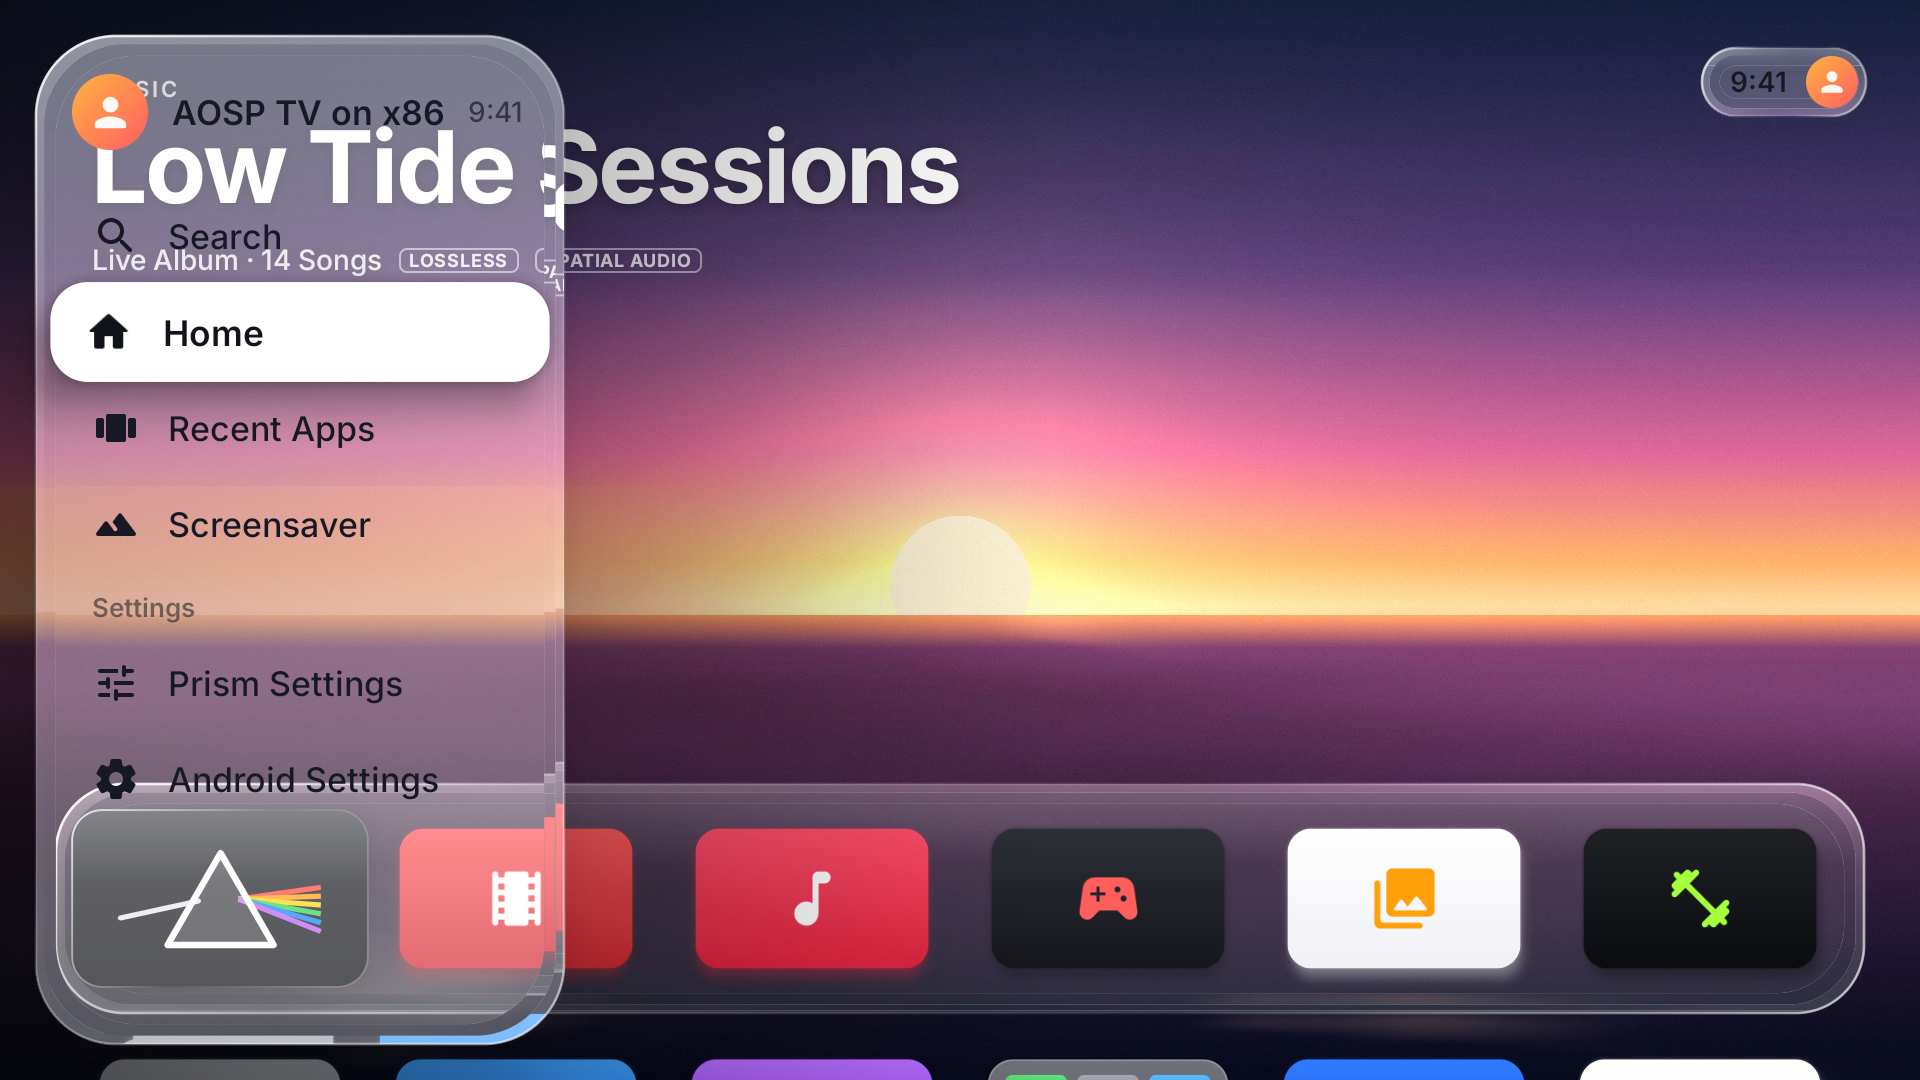 SIC
AOSP TV on x86 9:41
9:41
Low Tide Sessions
Search
Live Album · 14 Songs LOSSLESS SPATIAL AUDIO
Home
Recent Apps
Screensaver
Settings
Prism Settings
Android Settings